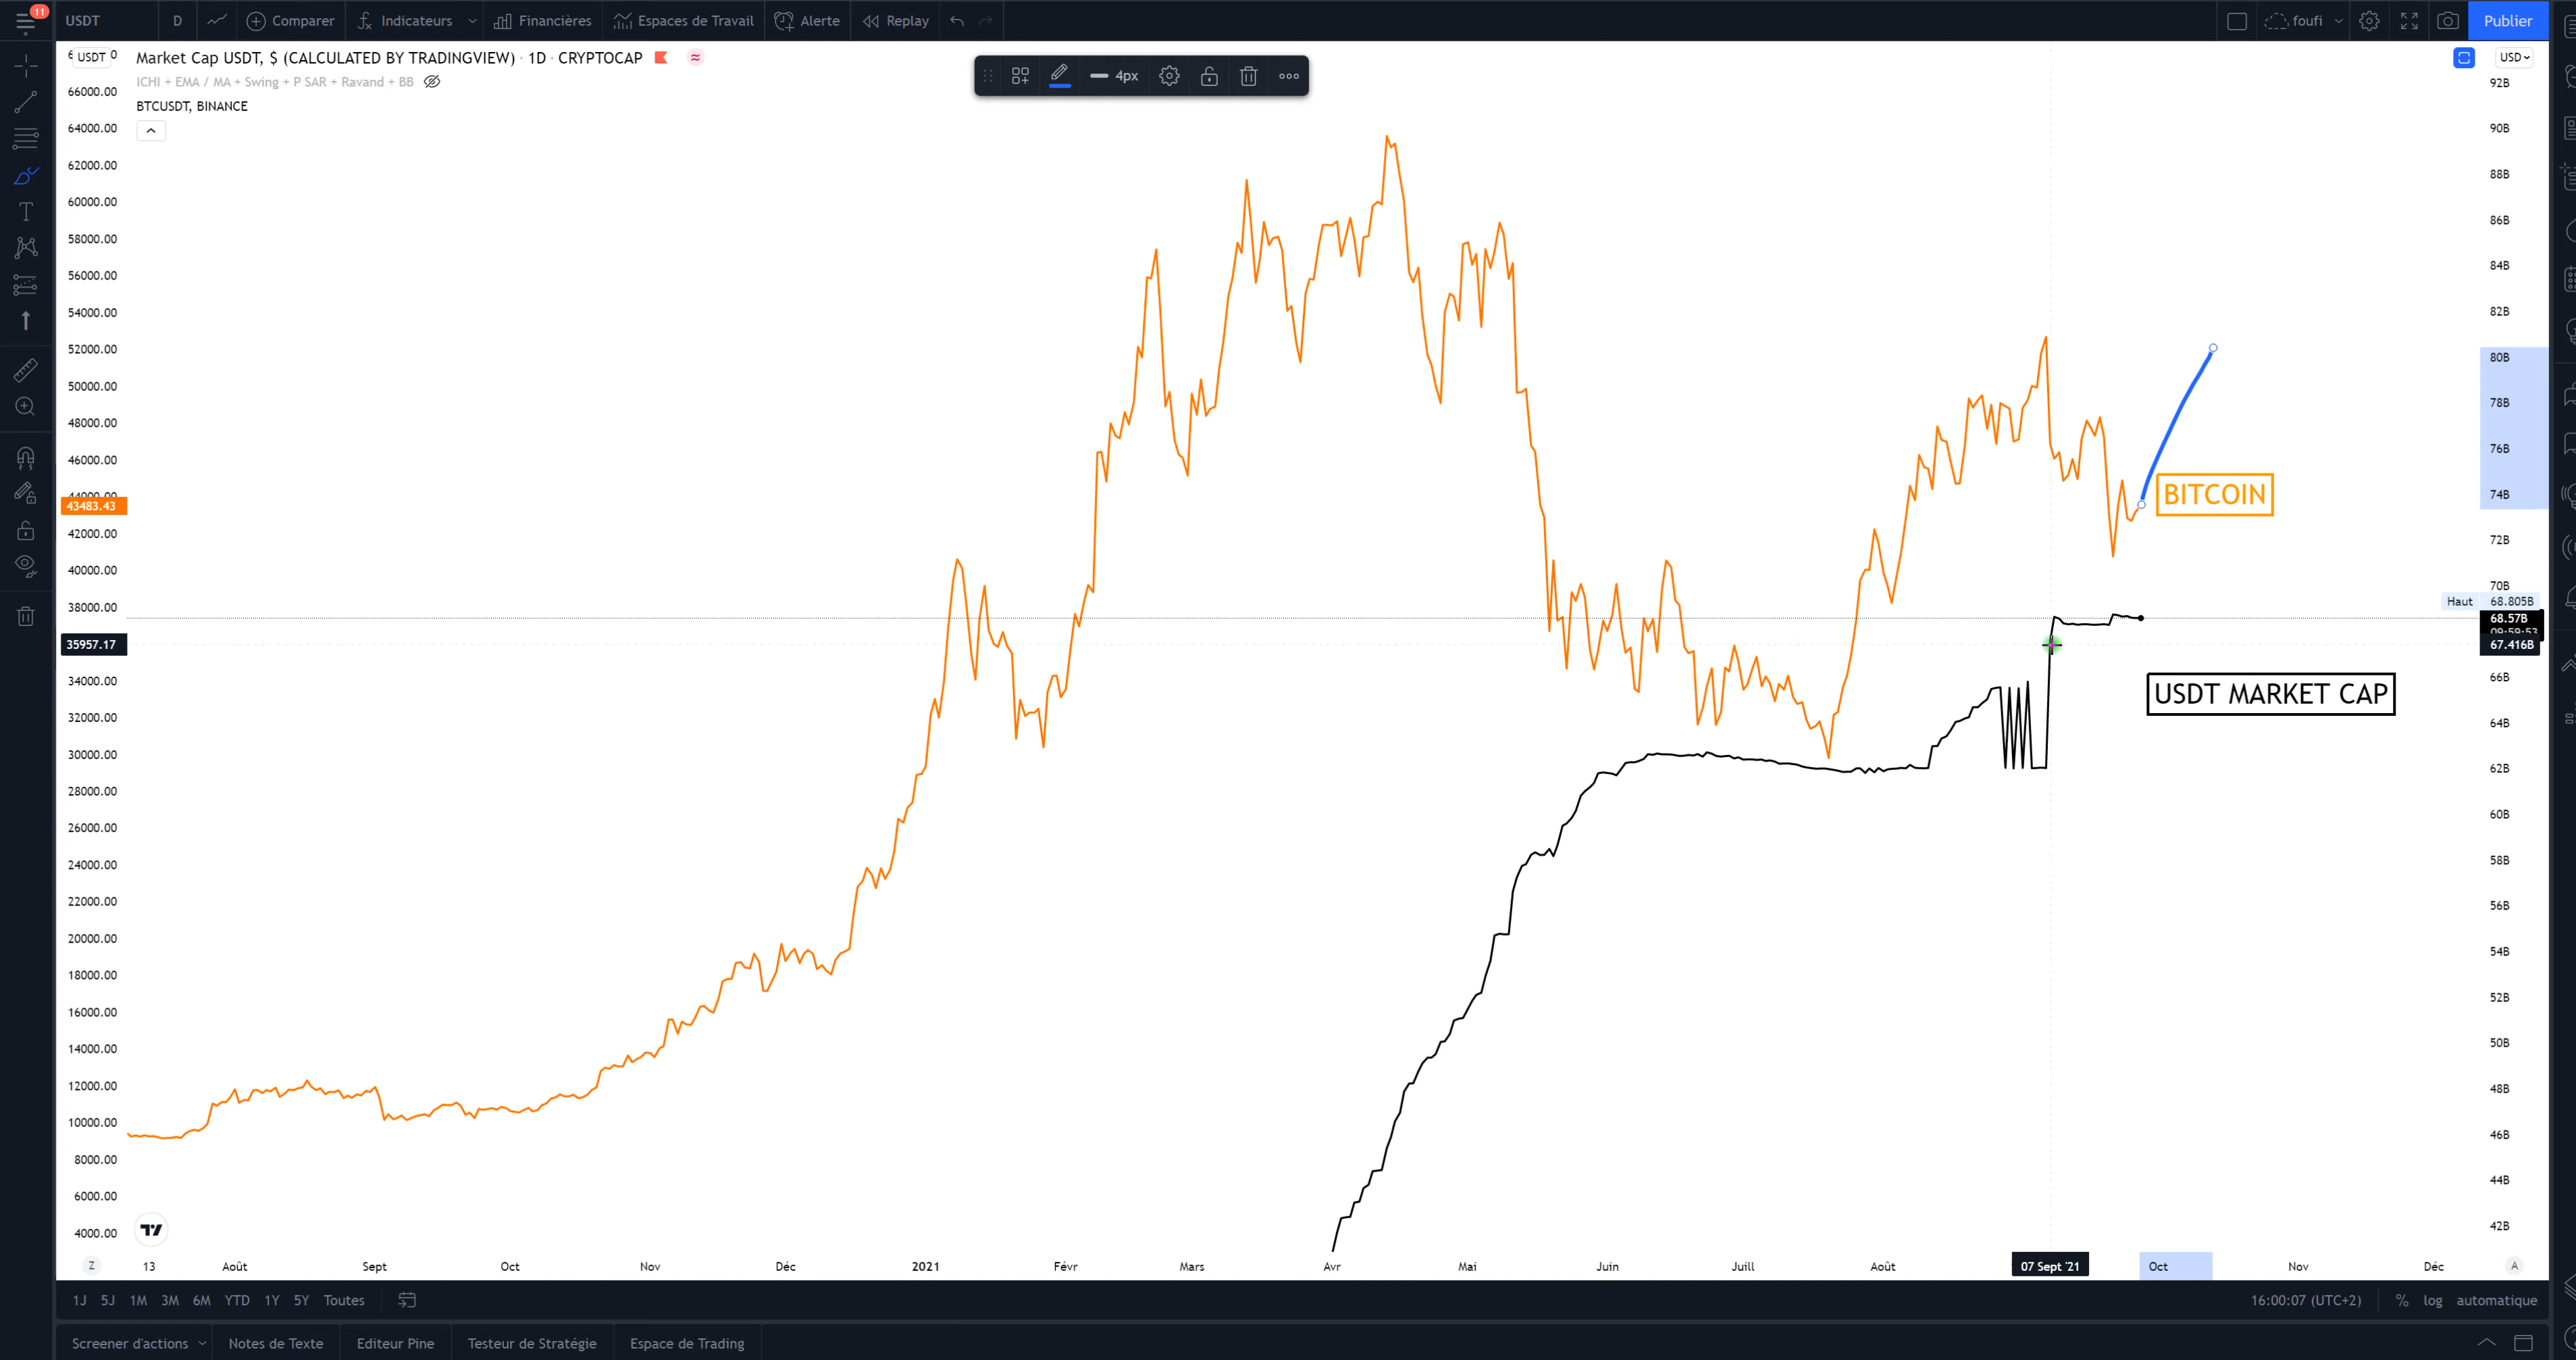 11
USDT D Comparer Indicateurs Financières Espaces de Travail Alerte Replay foufi Publier
USDT Market Cap USDT, $ (CALCULATED BY TRADINGVIEW) · 1D · CRYPTOCAP 4px USD
ICHI + EMA / MA + Swing + P SAR + Ravand + BB
BTCUSDT, BINANCE
66000.00
64000.00
62000.00
60000.00
58000.00
56000.00
54000.00
52000.00
50000.00
48000.00
46000.00
44000.00
43483.43
42000.00
40000.00
38000.00
35957.17
34000.00
32000.00
30000.00
28000.00
26000.00
24000.00
22000.00
20000.00
18000.00
16000.00
14000.00
12000.00
10000.00
8000.00
6000.00
4000.00
92B
90B
88B
86B
84B
82B
80B
78B
76B
74B
72B
70B
Haut 68.805B
68.57B
09:59:53
67.416B
66B
64B
62B
60B
58B
56B
54B
52B
50B
48B
46B
44B
42B
BITCOIN
USDT MARKET CAP
Z 13 Août Sept Oct Nov Déc 2021 Févr Mars Avr Mai Juin Juill Août 07 Sept '21 Oct Nov Déc A
1J 5J 1M 3M 6M YTD 1Y 5Y Toutes 16:00:07 (UTC+2) % log automatique
Screener d'actions Notes de Texte Editeur Pine Testeur de Stratégie Espace de Trading